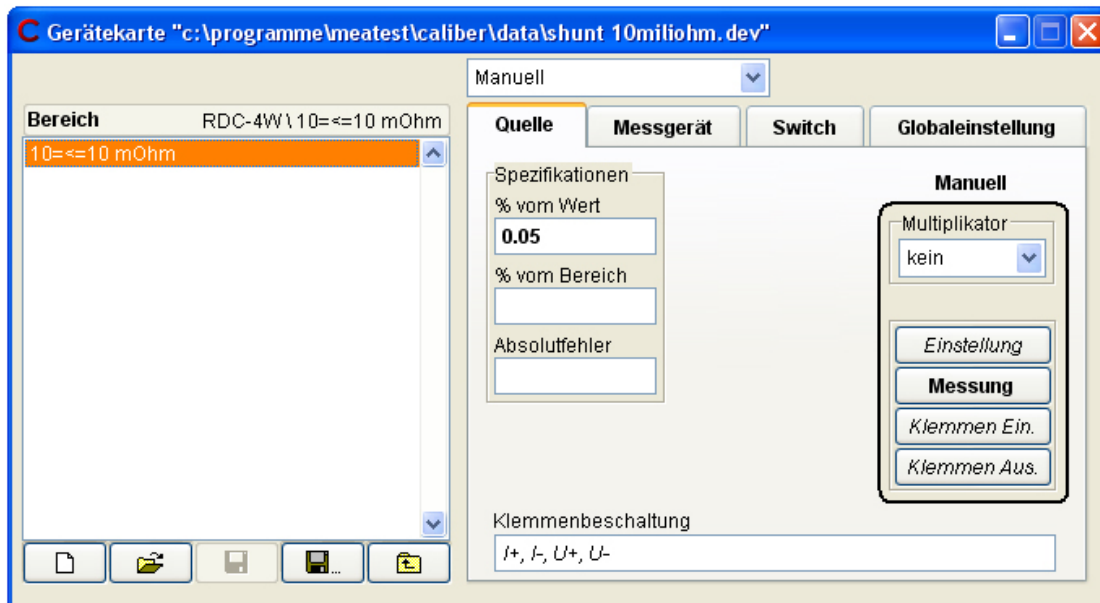 C Gerätekarte "c:\programme\meatest\caliber\data\shunt 10miliohm.dev"
Manuell
Bereich RDC-4W\10=<=10 mOhm
10=<=10 mOhm
Quelle Messgerät Switch Globaleinstellung
Spezifikationen
% vom Wert
0.05
% vom Bereich
Absolutfehler
Manuell
Multiplikator
kein
Einstellung
Messung
Klemmen Ein.
Klemmen Aus.
Klemmenbeschaltung
I+, I-, U+, U-
...